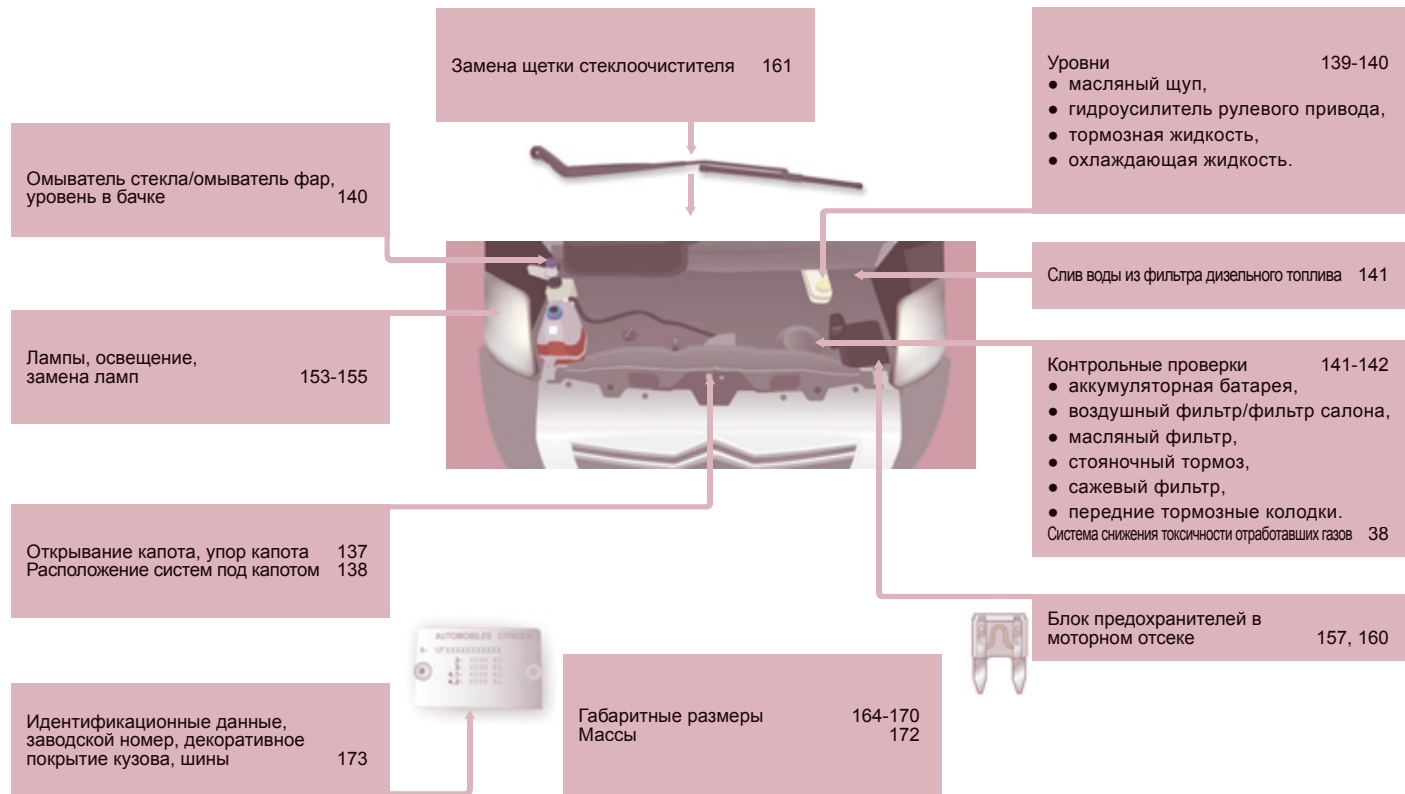 Замена щетки стеклоочистителя 161
Омыватель стекла/омыватель фар,
уровень в бачке 140
Лампы, освещение,
замена ламп 153-155
Открывание капота, упор капота 137
Расположение систем под капотом 138
Идентификационные данные,
заводской номер, декоративное
покрытие кузова, шины 173
AUTOMOBILES CITROEN
Габаритные размеры 164-170
Массы 172
Уровни 139-140
● масляный щуп,
● гидроусилитель рулевого привода,
● тормозная жидкость,
● охлаждающая жидкость.
Слив воды из фильтра дизельного топлива 141
Контрольные проверки 141-142
● аккумуляторная батарея,
● воздушный фильтр/фильтр салона,
● масляный фильтр,
● стояночный тормоз,
● сажевый фильтр,
● передние тормозные колодки.
Система снижения токсичности отработавших газов 38
Блок предохранителей в
моторном отсеке 157, 160